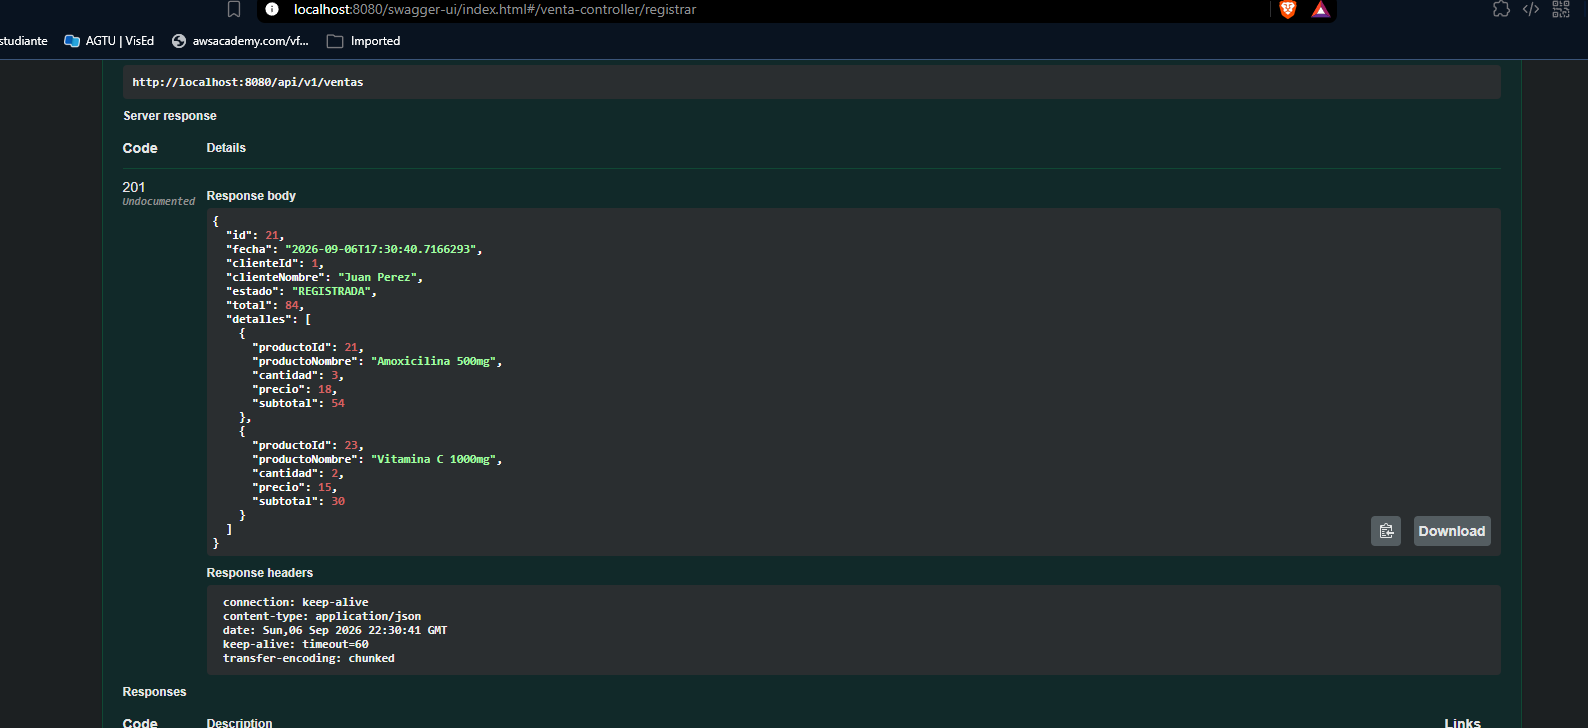 localhost:8080/swagger-ui/index.html#/venta-controller/registrar
studiante AGTU | VisEd awsacademy.com/vf... Imported
http://localhost:8080/api/v1/ventas
Server response
Code Details
201
Undocumented
Response body
{
"id": 21,
"fecha": "2026-09-06T17:30:40.7166293",
"clienteId": 1,
"clienteNombre": "Juan Perez",
"estado": "REGISTRADA",
"total": 84,
"detalles": [
{
"productoId": 21,
"productoNombre": "Amoxicilina 500mg",
"cantidad": 3,
"precio": 18,
"subtotal": 54
},
{
"productoId": 23,
"productoNombre": "Vitamina C 1000mg",
"cantidad": 2,
"precio": 15,
"subtotal": 30
}
]
}
Download
Response headers
connection: keep-alive
content-type: application/json
date: Sun,06 Sep 2026 22:30:41 GMT
keep-alive: timeout=60
transfer-encoding: chunked
Responses
Code Description Links